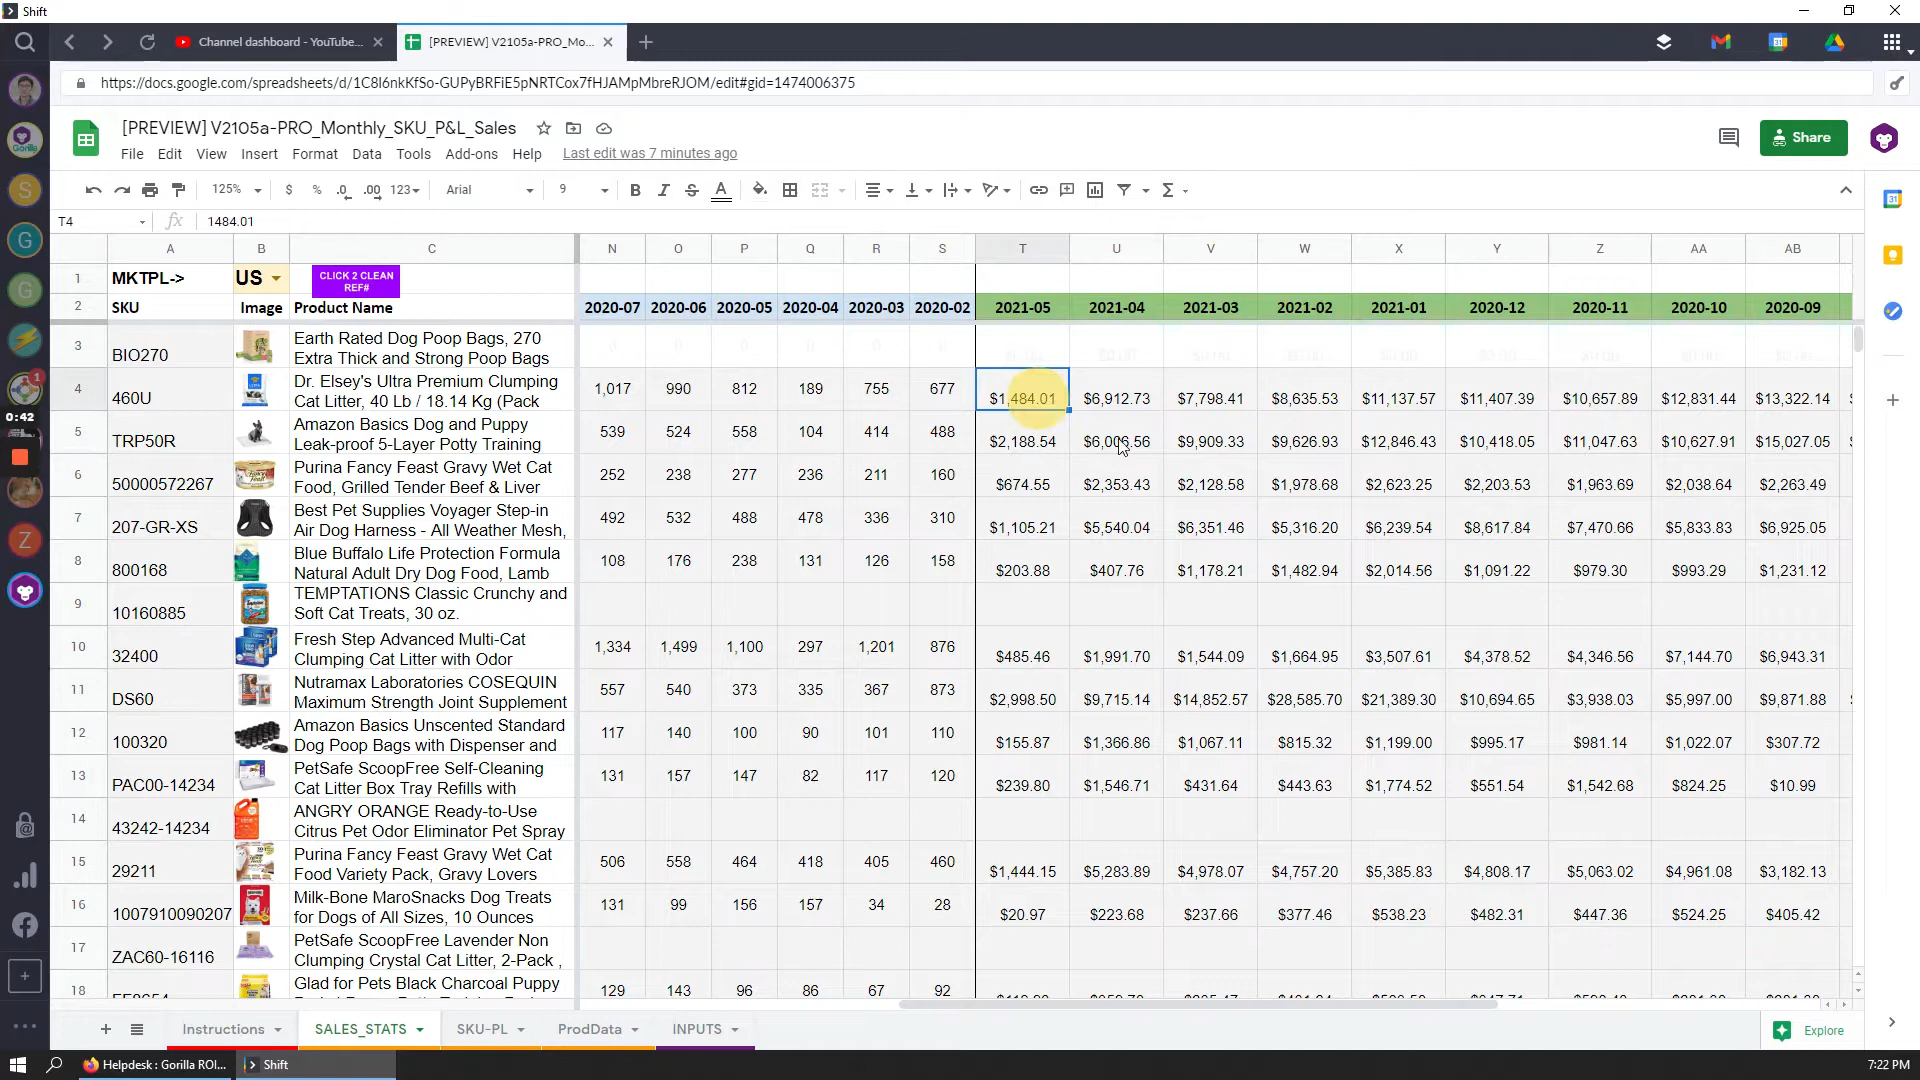 Shift
Channel dashboard - YouTube...
[PREVIEW] V2105a-PRO_Mo...
https://docs.google.com/spreadsheets/d/1C8I6nkKfSo-GUPyBRFiE5pNRTCox7fHJAMpMbreRJOM/edit#gid=1474006375
[PREVIEW] V2105a-PRO_Monthly_SKU_P&L_Sales
Share
File Edit View Insert Format Data Tools Add-ons Help Last edit was 7 minutes ago
125% $ % .0 .00 123 Arial 9 B I S A
T4 fx 1484.01
A B C N O P Q R S T U V W X Y Z AA AB
1 MKTPL-> US CLICK 2 CLEAN REF#
2 SKU Image Product Name 2020-07 2020-06 2020-05 2020-04 2020-03 2020-02 2021-05 2021-04 2021-03 2021-02 2021-01 2020-12 2020-11 2020-10 2020-09
3 BIO270 Earth Rated Dog Poop Bags, 270
Extra Thick and Strong Poop Bags
4 460U Dr. Elsey's Ultra Premium Clumping
Cat Litter, 40 Lb / 18.14 Kg (Pack
1,017 990 812 189 755 677 $1,484.01 $6,912.73 $7,798.41 $8,635.53 $11,137.57 $11,407.39 $10,657.89 $12,831.44 $13,322.14
5 TRP50R Amazon Basics Dog and Puppy
Leak-proof 5-Layer Potty Training
539 524 558 104 414 488 $2,188.54 $6,006.56 $9,909.33 $9,626.93 $12,846.43 $10,418.05 $11,047.63 $10,627.91 $15,027.05
6 50000572267 Purina Fancy Feast Gravy Wet Cat
Food, Grilled Tender Beef & Liver
252 238 277 236 211 160 $674.55 $2,353.43 $2,128.58 $1,978.68 $2,623.25 $2,203.53 $1,963.69 $2,038.64 $2,263.49
7 207-GR-XS Best Pet Supplies Voyager Step-in
Air Dog Harness - All Weather Mesh,
492 532 488 478 336 310 $1,105.21 $5,540.04 $6,351.46 $5,316.20 $6,239.54 $8,617.84 $7,470.66 $5,833.83 $6,925.05
8 800168 Blue Buffalo Life Protection Formula
Natural Adult Dry Dog Food, Lamb
108 176 238 131 126 158 $203.88 $407.76 $1,178.21 $1,482.94 $2,014.56 $1,091.22 $979.30 $993.29 $1,231.12
9 10160885 TEMPTATIONS Classic Crunchy and
Soft Cat Treats, 30 oz.
10 32400 Fresh Step Advanced Multi-Cat
Clumping Cat Litter with Odor
1,334 1,499 1,100 297 1,201 876 $485.46 $1,991.70 $1,544.09 $1,664.95 $3,507.61 $4,378.52 $4,346.56 $7,144.70 $6,943.31
11 DS60 Nutramax Laboratories COSEQUIN
Maximum Strength Joint Supplement
557 540 373 335 367 873 $2,998.50 $9,715.14 $14,852.57 $28,585.70 $21,389.30 $10,694.65 $3,938.03 $5,997.00 $9,871.88
12 100320 Amazon Basics Unscented Standard
Dog Poop Bags with Dispenser and
117 140 100 90 101 110 $155.87 $1,366.86 $1,067.11 $815.32 $1,199.00 $995.17 $981.14 $1,022.07 $307.72
13 PAC00-14234 PetSafe ScoopFree Self-Cleaning
Cat Litter Box Tray Refills with
131 157 147 82 117 120 $239.80 $1,546.71 $431.64 $443.63 $1,774.52 $551.54 $1,542.68 $824.25 $10.99
14 43242-14234 ANGRY ORANGE Ready-to-Use
Citrus Pet Odor Eliminator Pet Spray
15 29211 Purina Fancy Feast Gravy Wet Cat
Food Variety Pack, Gravy Lovers
506 558 464 418 405 460 $1,444.15 $5,283.89 $4,978.07 $4,757.20 $5,385.83 $4,808.17 $5,063.02 $4,961.08 $3,182.13
16 1007910090207 Milk-Bone MaroSnacks Dog Treats
for Dogs of All Sizes, 10 Ounces
131 99 156 157 34 28 $20.97 $223.68 $237.66 $377.46 $538.23 $482.31 $447.36 $524.25 $405.42
17 ZAC60-16116 PetSafe ScoopFree Lavender Non
Clumping Crystal Cat Litter, 2-Pack ,
18 Glad for Pets Black Charcoal Puppy
129 143 96 86 67 92
0:42
Instructions SALES_STATS SKU-PL ProdData INPUTS Explore
Helpdesk : Gorilla ROI... Shift 7:22 PM